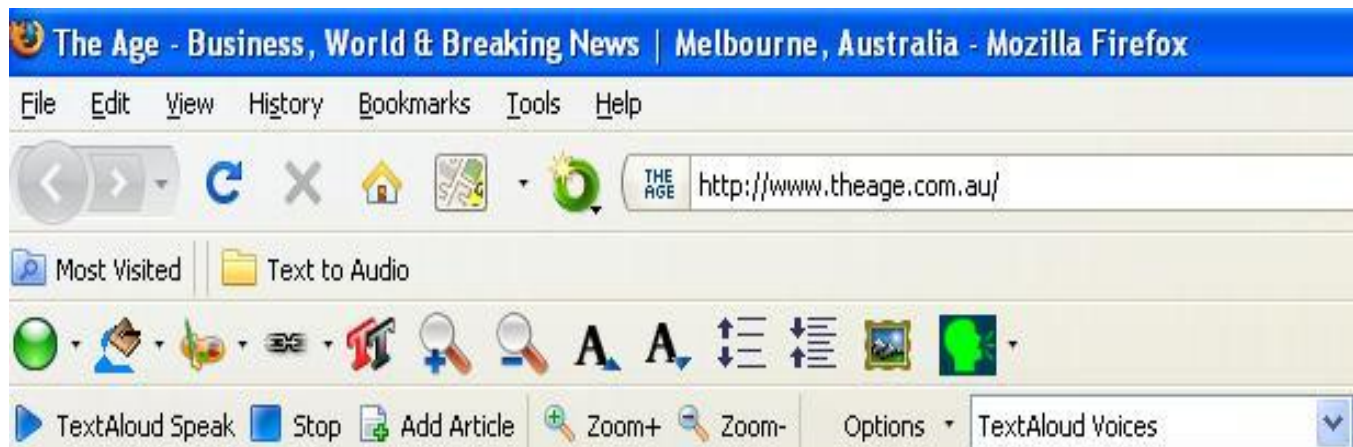 The Age - Business, World & Breaking News | Melbourne, Australia - Mozilla Firefox
File Edit View History Bookmarks Tools Help
THE AGE http://www.theage.com.au/
Most Visited Text to Audio
TextAloud Speak Stop Add Article Zoom+ Zoom- Options TextAloud Voices